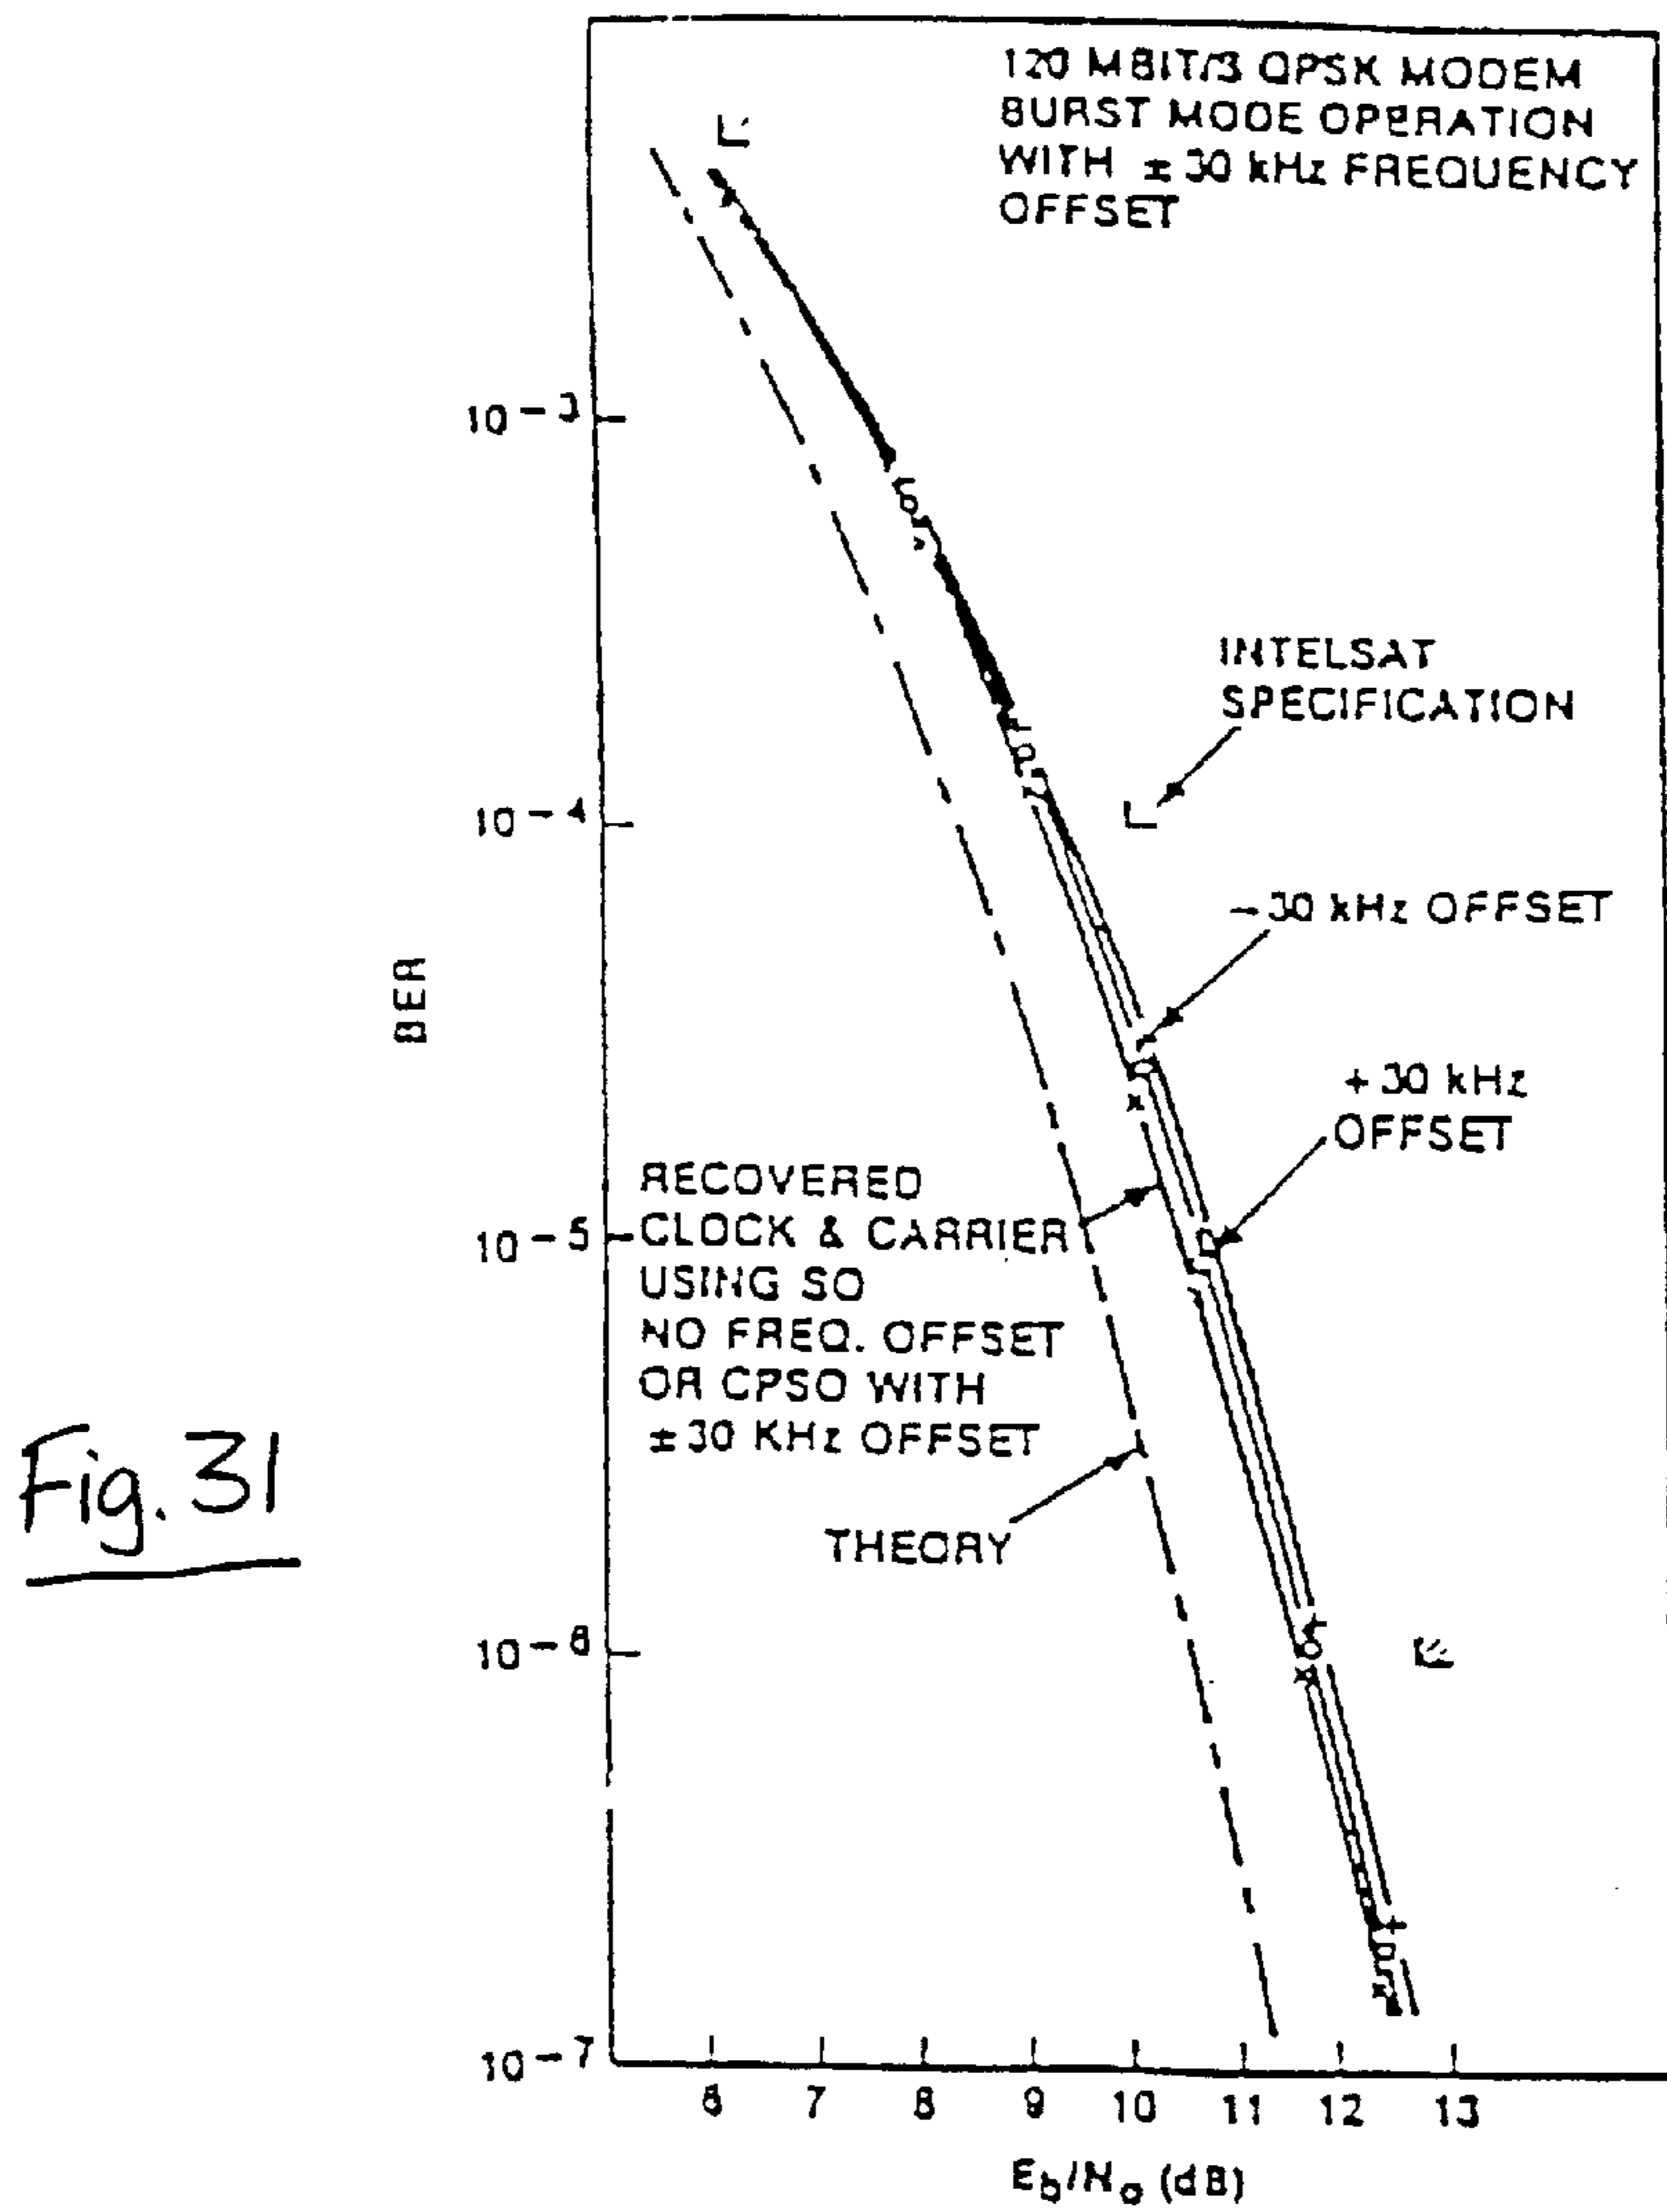 120 MBIT/S QPSK MODEM
BURST MODE OPERATION
WITH ± 30 kHz FREQUENCY
OFFSET
10 - 3
INTELSAT
SPECIFICATION
10 - 4
- 30 kHz OFFSET
BER
+ 30 kHz
OFFSET
RECOVERED
CLOCK & CARRIER
USING SO
NO FREQ. OFFSET
OR CPSO WITH
± 30 KHz OFFSET
10 - 5
THEORY
Fig. 31
10 - 6
10 - 7
6 7 8 9 10 11 12 13
Eb/No (dB)